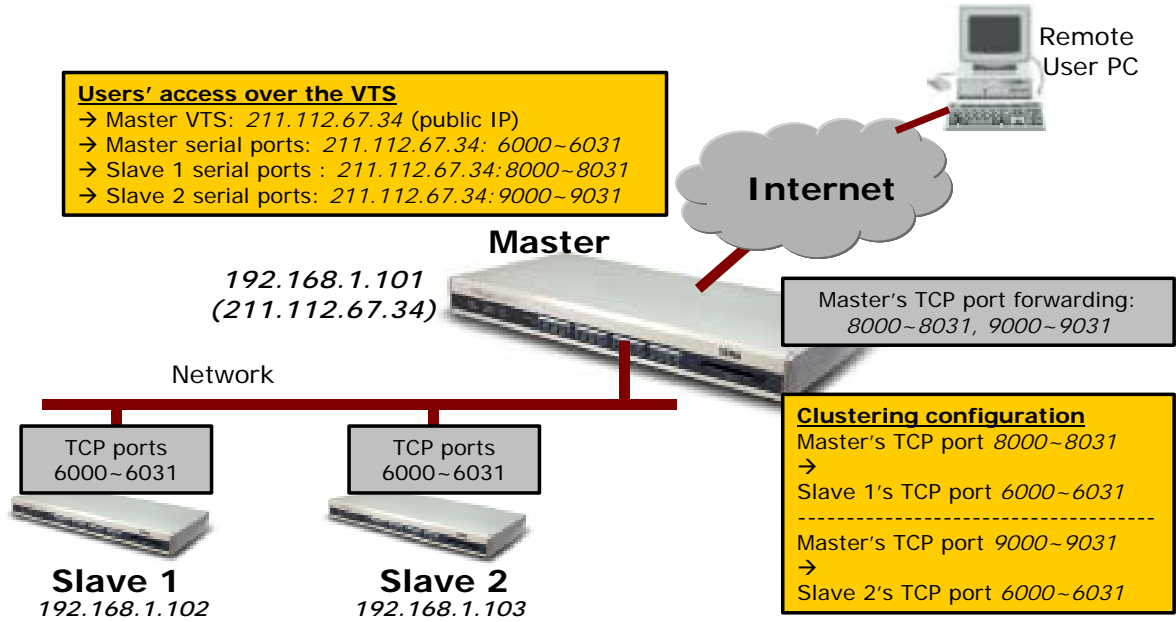 Remote
User PC
Users' access over the VTS
→ Master VTS: 211.112.67.34 (public IP)
→ Master serial ports: 211.112.67.34: 6000~6031
→ Slave 1 serial ports : 211.112.67.34:8000~8031
→ Slave 2 serial ports: 211.112.67.34:9000~9031
Internet
Master
192.168.1.101
(211.112.67.34)
Master's TCP port forwarding:
8000~8031, 9000~9031
Network
TCP ports
6000~6031
TCP ports
6000~6031
Clustering configuration
Master's TCP port 8000~8031
→
Slave 1's TCP port 6000~6031
------------------------------------
Master's TCP port 9000~9031
→
Slave 2's TCP port 6000~6031
Slave 1
192.168.1.102
Slave 2
192.168.1.103